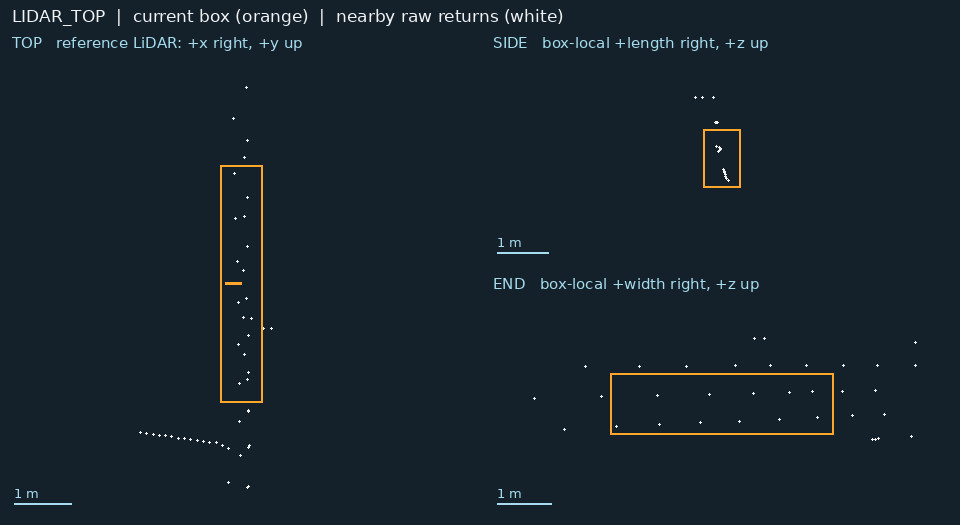 LIDAR_TOP | current box (orange) | nearby raw returns (white)
TOP reference LiDAR: +x right, +y up
SIDE box-local +length right, +z up
1 m
END box-local +width right, +z up
1 m
1 m